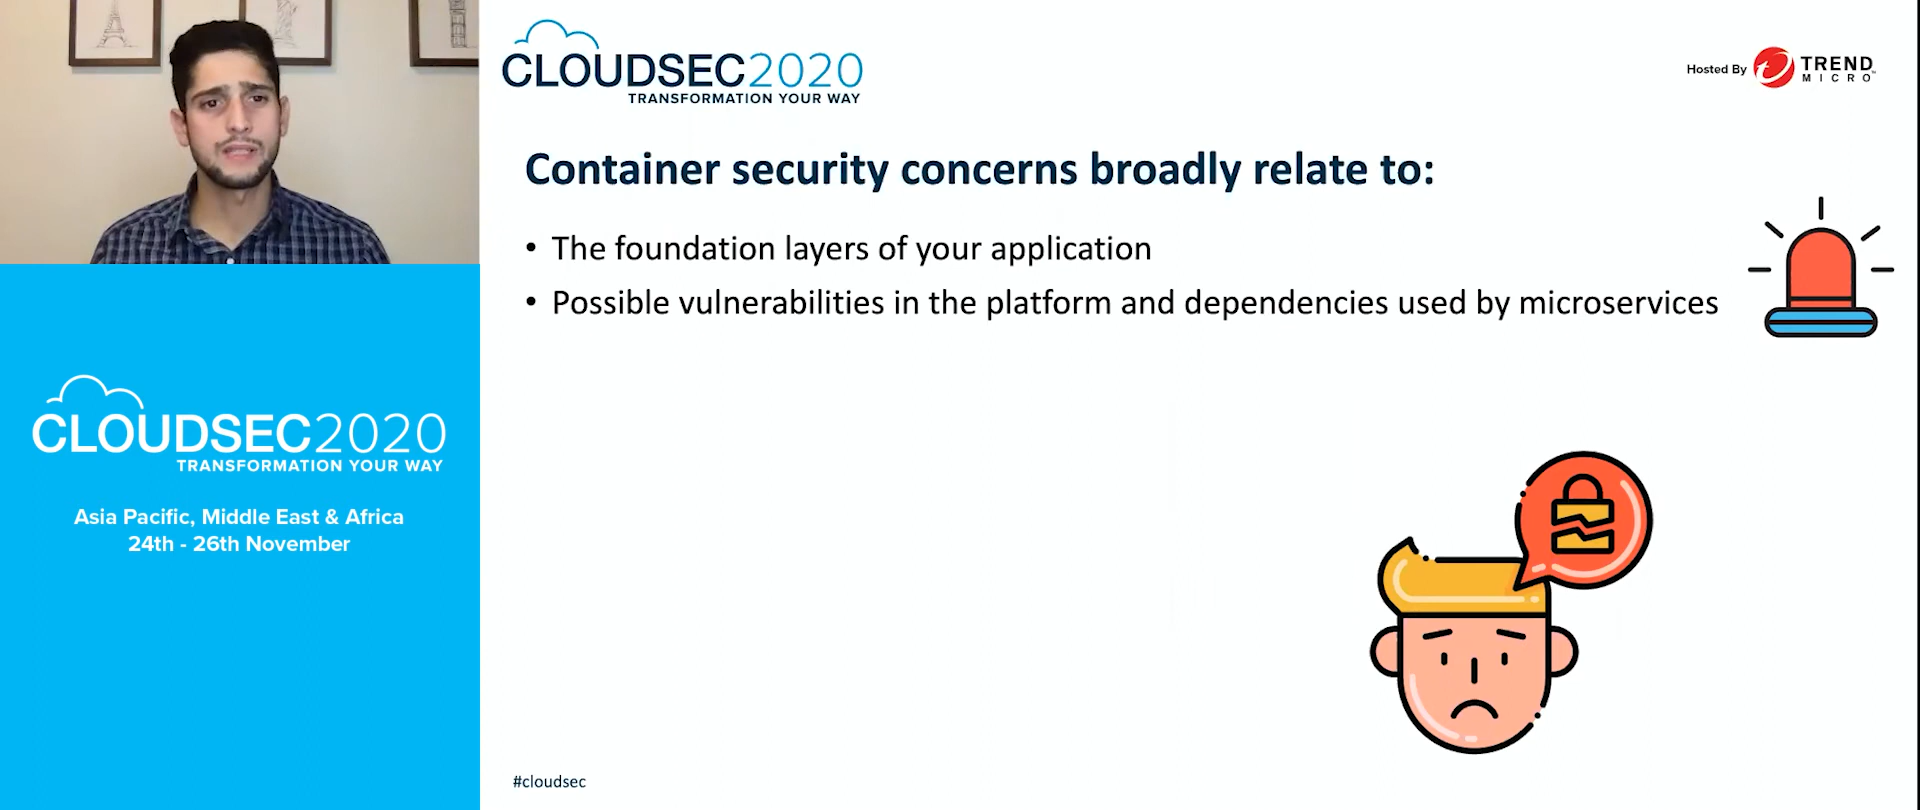 CLOUDSEC2020
TRANSFORMATION YOUR WAY
Hosted By TREND MICRO™
Container security concerns broadly relate to:
• The foundation layers of your application
• Possible vulnerabilities in the platform and dependencies used by microservices
CLOUDSEC2020
TRANSFORMATION YOUR WAY
Asia Pacific, Middle East & Africa
24th - 26th November
#cloudsec